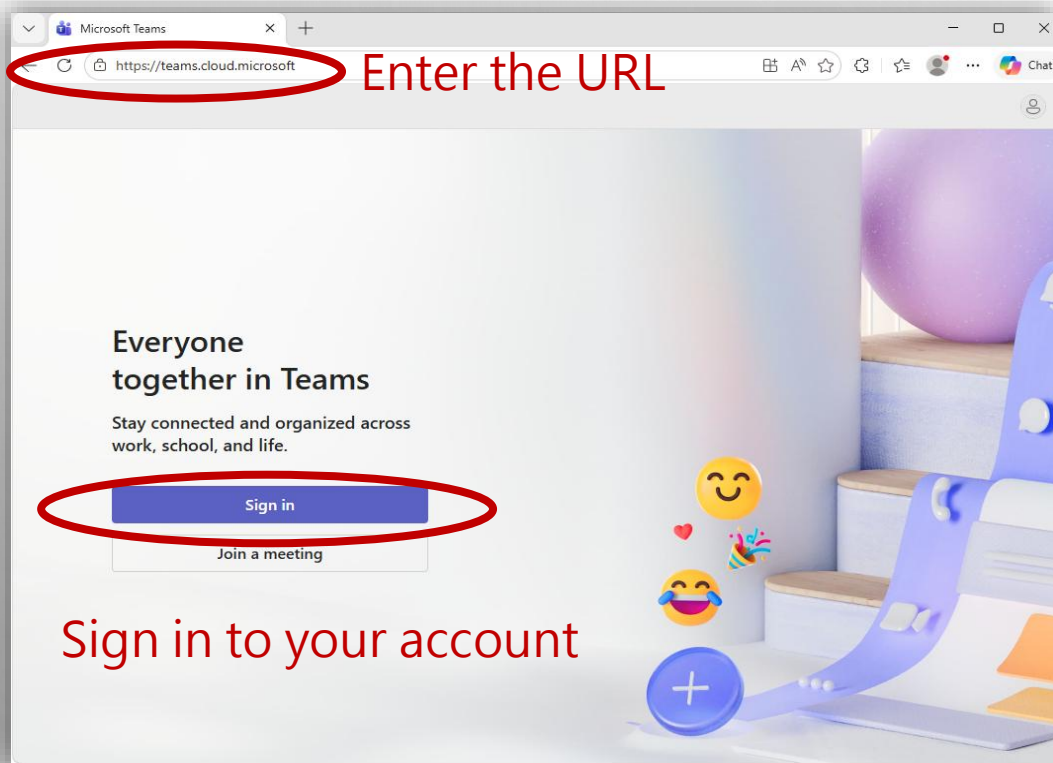 Microsoft Teams
https://teams.cloud.microsoft
Enter the URL
Chat
Everyone
together in Teams
Stay connected and organized across
work, school, and life.
Sign in
Join a meeting
Sign in to your account